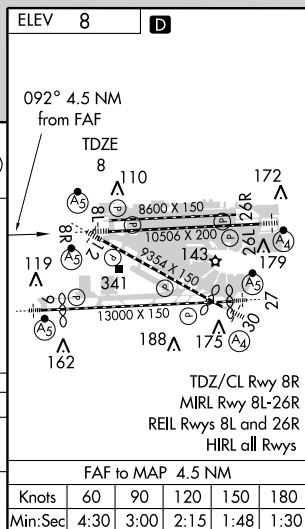 ELEV 8 D
092° 4.5 NM
from FAF
TDZE
8
110
172
8L
8600 X 150
26R
10506 X 200
A5
P
A4
8R
12
9354 X 150
143
26L
179
119
341
A5
9
13000 X 150
27
30
A5
162
188
175
A4
TDZ/CL Rwy 8R
MIRL Rwy 8L-26R
REIL Rwys 8L and 26R
HIRL all Rwys
FAF to MAP 4.5 NM
Knots 60 90 120 150 180
Min:Sec 4:30 3:00 2:15 1:48 1:30